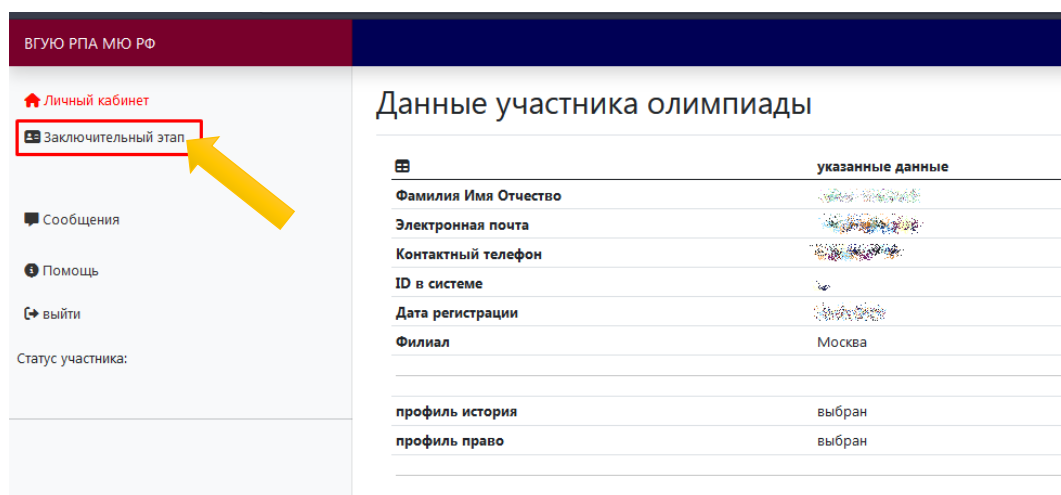 ВГУЮ РПА МЮ РФ
Личный кабинет
Заключительный этап
Сообщения
Помощь
выйти
Статус участника:
Данные участника олимпиады
указанные данные
Фамилия Имя Отчество
Электронная почта
Контактный телефон
ID в системе
Дата регистрации
Филиал Москва
профиль история выбран
профиль право выбран